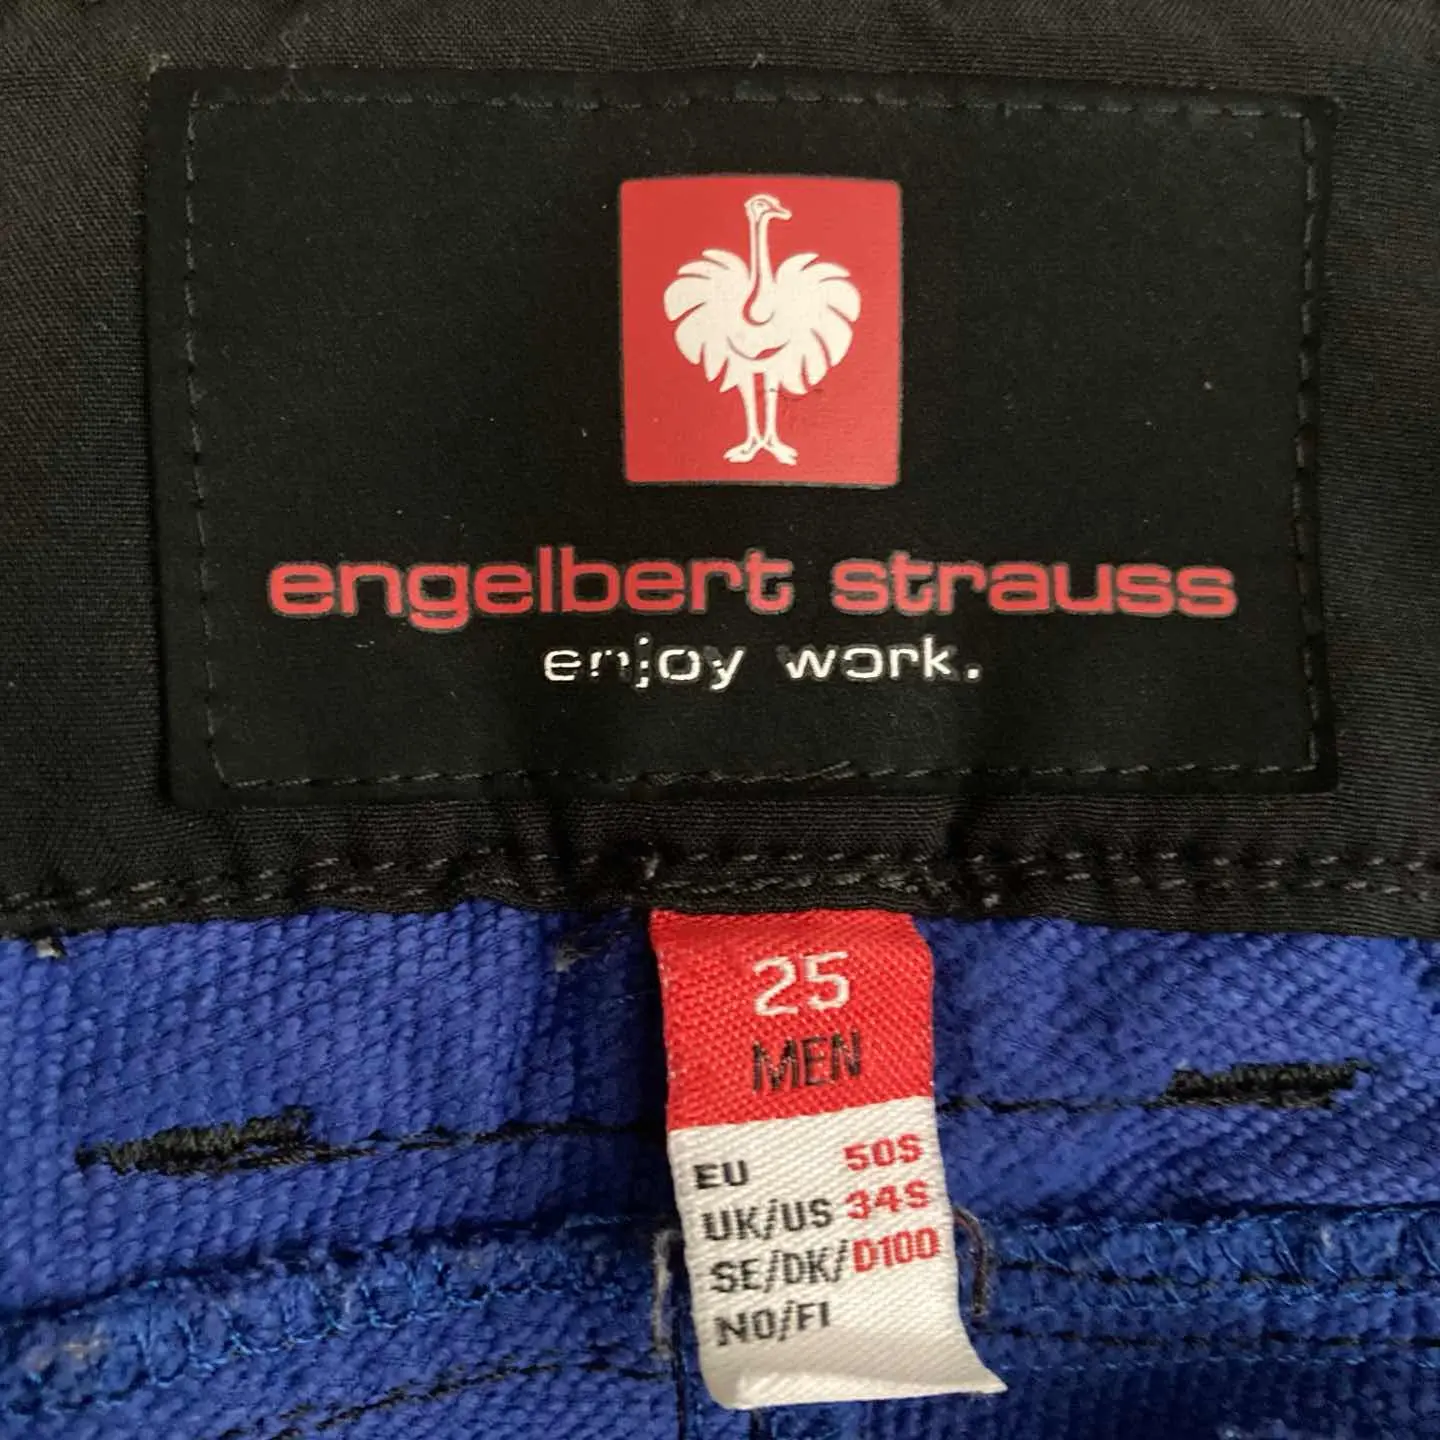 engelbert strauss
enjoy work.
25
MEN
EU 50S
UK/US 34S
SE/DK/ D100
NO/FI